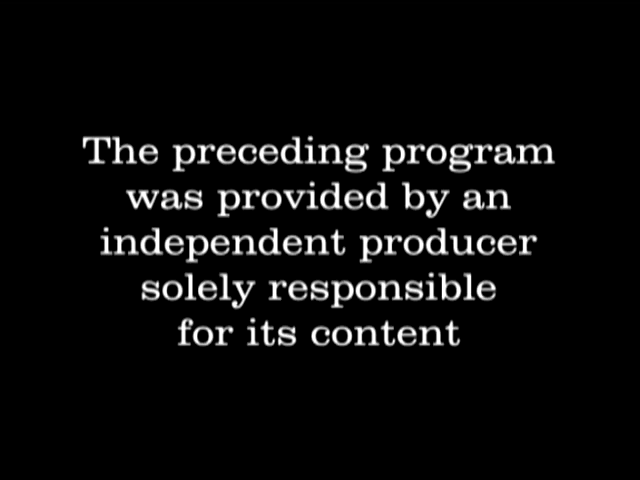 The preceding program
was provided by an
independent producer
solely responsible
for its content